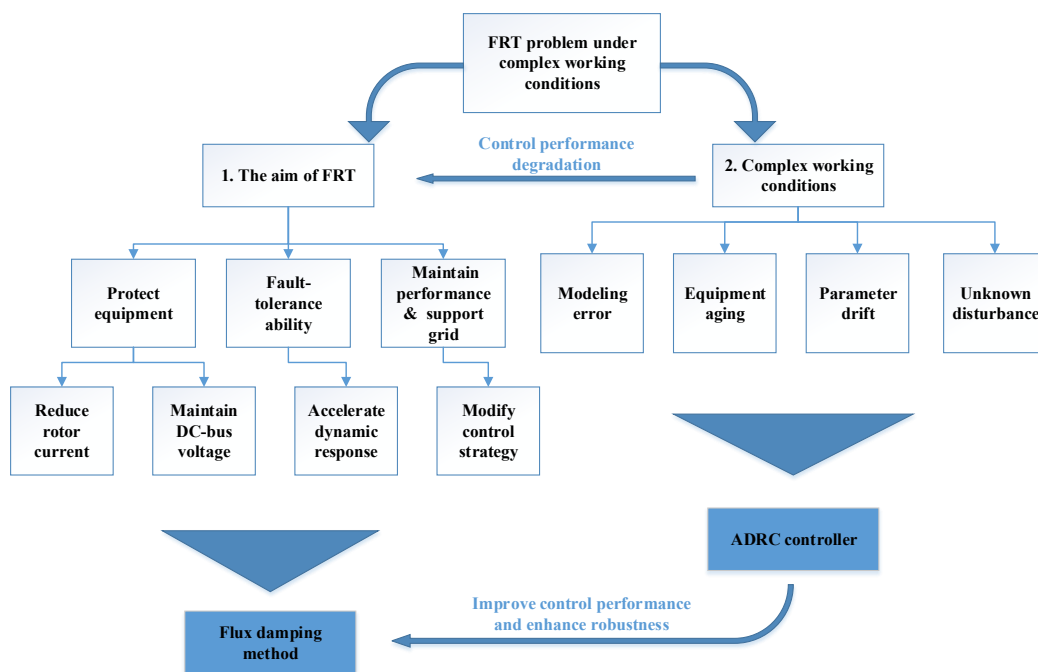 FRT problem under
complex working
conditions
Control performance
degradation
1. The aim of FRT
2. Complex working
conditions
Protect
equipment
Fault-
tolerance
ability
Maintain
performance
& support
grid
Modeling
error
Equipment
aging
Parameter
drift
Unknown
disturbance
Reduce
rotor
current
Maintain
DC-bus
voltage
Accelerate
dynamic
response
Modify
control
strategy
ADRC controller
Improve control performance
and enhance robustness
Flux damping
method